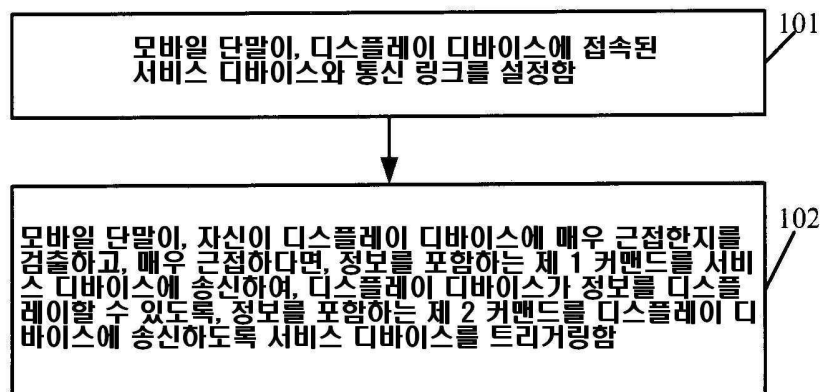 모바일 단말이, 디스플레이 디바이스에 접속된
서비스 디바이스와 통신 링크를 설정함
101
모바일 단말이, 자신이 디스플레이 디바이스에 매우 근접한지를
검출하고, 매우 근접하다면, 정보를 포함하는 제 1 커맨드를 서비
스 디바이스에 송신하여, 디스플레이 디바이스가 정보를 디스플
레이할 수 있도록, 정보를 포함하는 제 2 커맨드를 디스플레이 디
바이스에 송신하도록 서비스 디바이스를 트리거링함
102